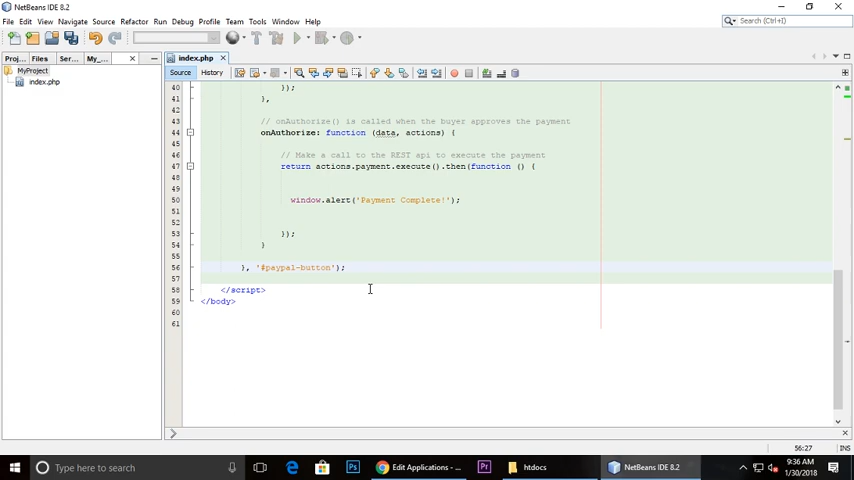 NetBeans IDE 8.2
File Edit View Navigate Source Refactor Run Debug Profile Team Tools Window Help
Search (Ctrl+I)
Proj... Files Ser... My_...
index.php
MyProject
index.php
Source History
40 });
41 },
42
43 // onAuthorize() is called when the buyer approves the payment
44 onAuthorize: function (data, actions) {
45
46 // Make a call to the REST api to execute the payment
47 return actions.payment.execute().then(function () {
48
49
50 window.alert('Payment Complete!');
51
52
53 });
54 }
55
56 }, '#paypal-button');
57
58 </script>
59 </body>
60
61
56:27 INS
Type here to search
Edit Applications - ...
htdocs
NetBeans IDE 8.2
9:36 AM
1/30/2018